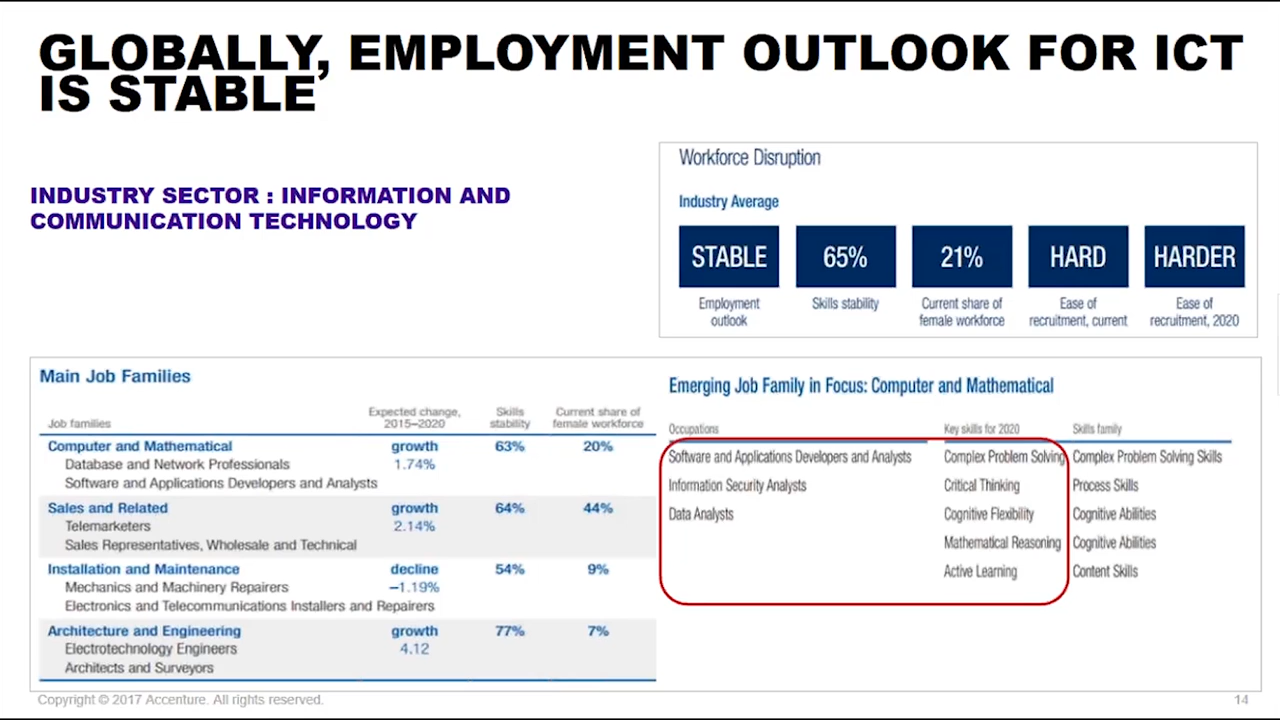 GLOBALLY, EMPLOYMENT OUTLOOK FOR ICT
IS STABLE
INDUSTRY SECTOR : INFORMATION AND
COMMUNICATION TECHNOLOGY
Workforce Disruption
Industry Average
STABLE 65% 21% HARD HARDER
Employment Skills stability Current share of Ease of Ease of
outlook female workforce recruitment, current recruitment, 2020
Main Job Families
Expected change, Skills Current share of
Job families 2015–2020 stability female workforce
Computer and Mathematical growth 63% 20%
Database and Network Professionals 1.74%
Software and Applications Developers and Analysts
Sales and Related growth 64% 44%
Telemarketers 2.14%
Sales Representatives, Wholesale and Technical
Installation and Maintenance decline 54% 9%
Mechanics and Machinery Repairers –1.19%
Electronics and Telecommunications Installers and Repairers
Architecture and Engineering growth 77% 7%
Electrotechnology Engineers 4.12
Architects and Surveyors
Emerging Job Family in Focus: Computer and Mathematical
Occupations Key skills for 2020 Skills family
Software and Applications Developers and Analysts Complex Problem Solving Complex Problem Solving Skills
Information Security Analysts Critical Thinking Process Skills
Data Analysts Cognitive Flexibility Cognitive Abilities
Mathematical Reasoning Cognitive Abilities
Active Learning Content Skills
Copyright © 2017 Accenture. All rights reserved. 14